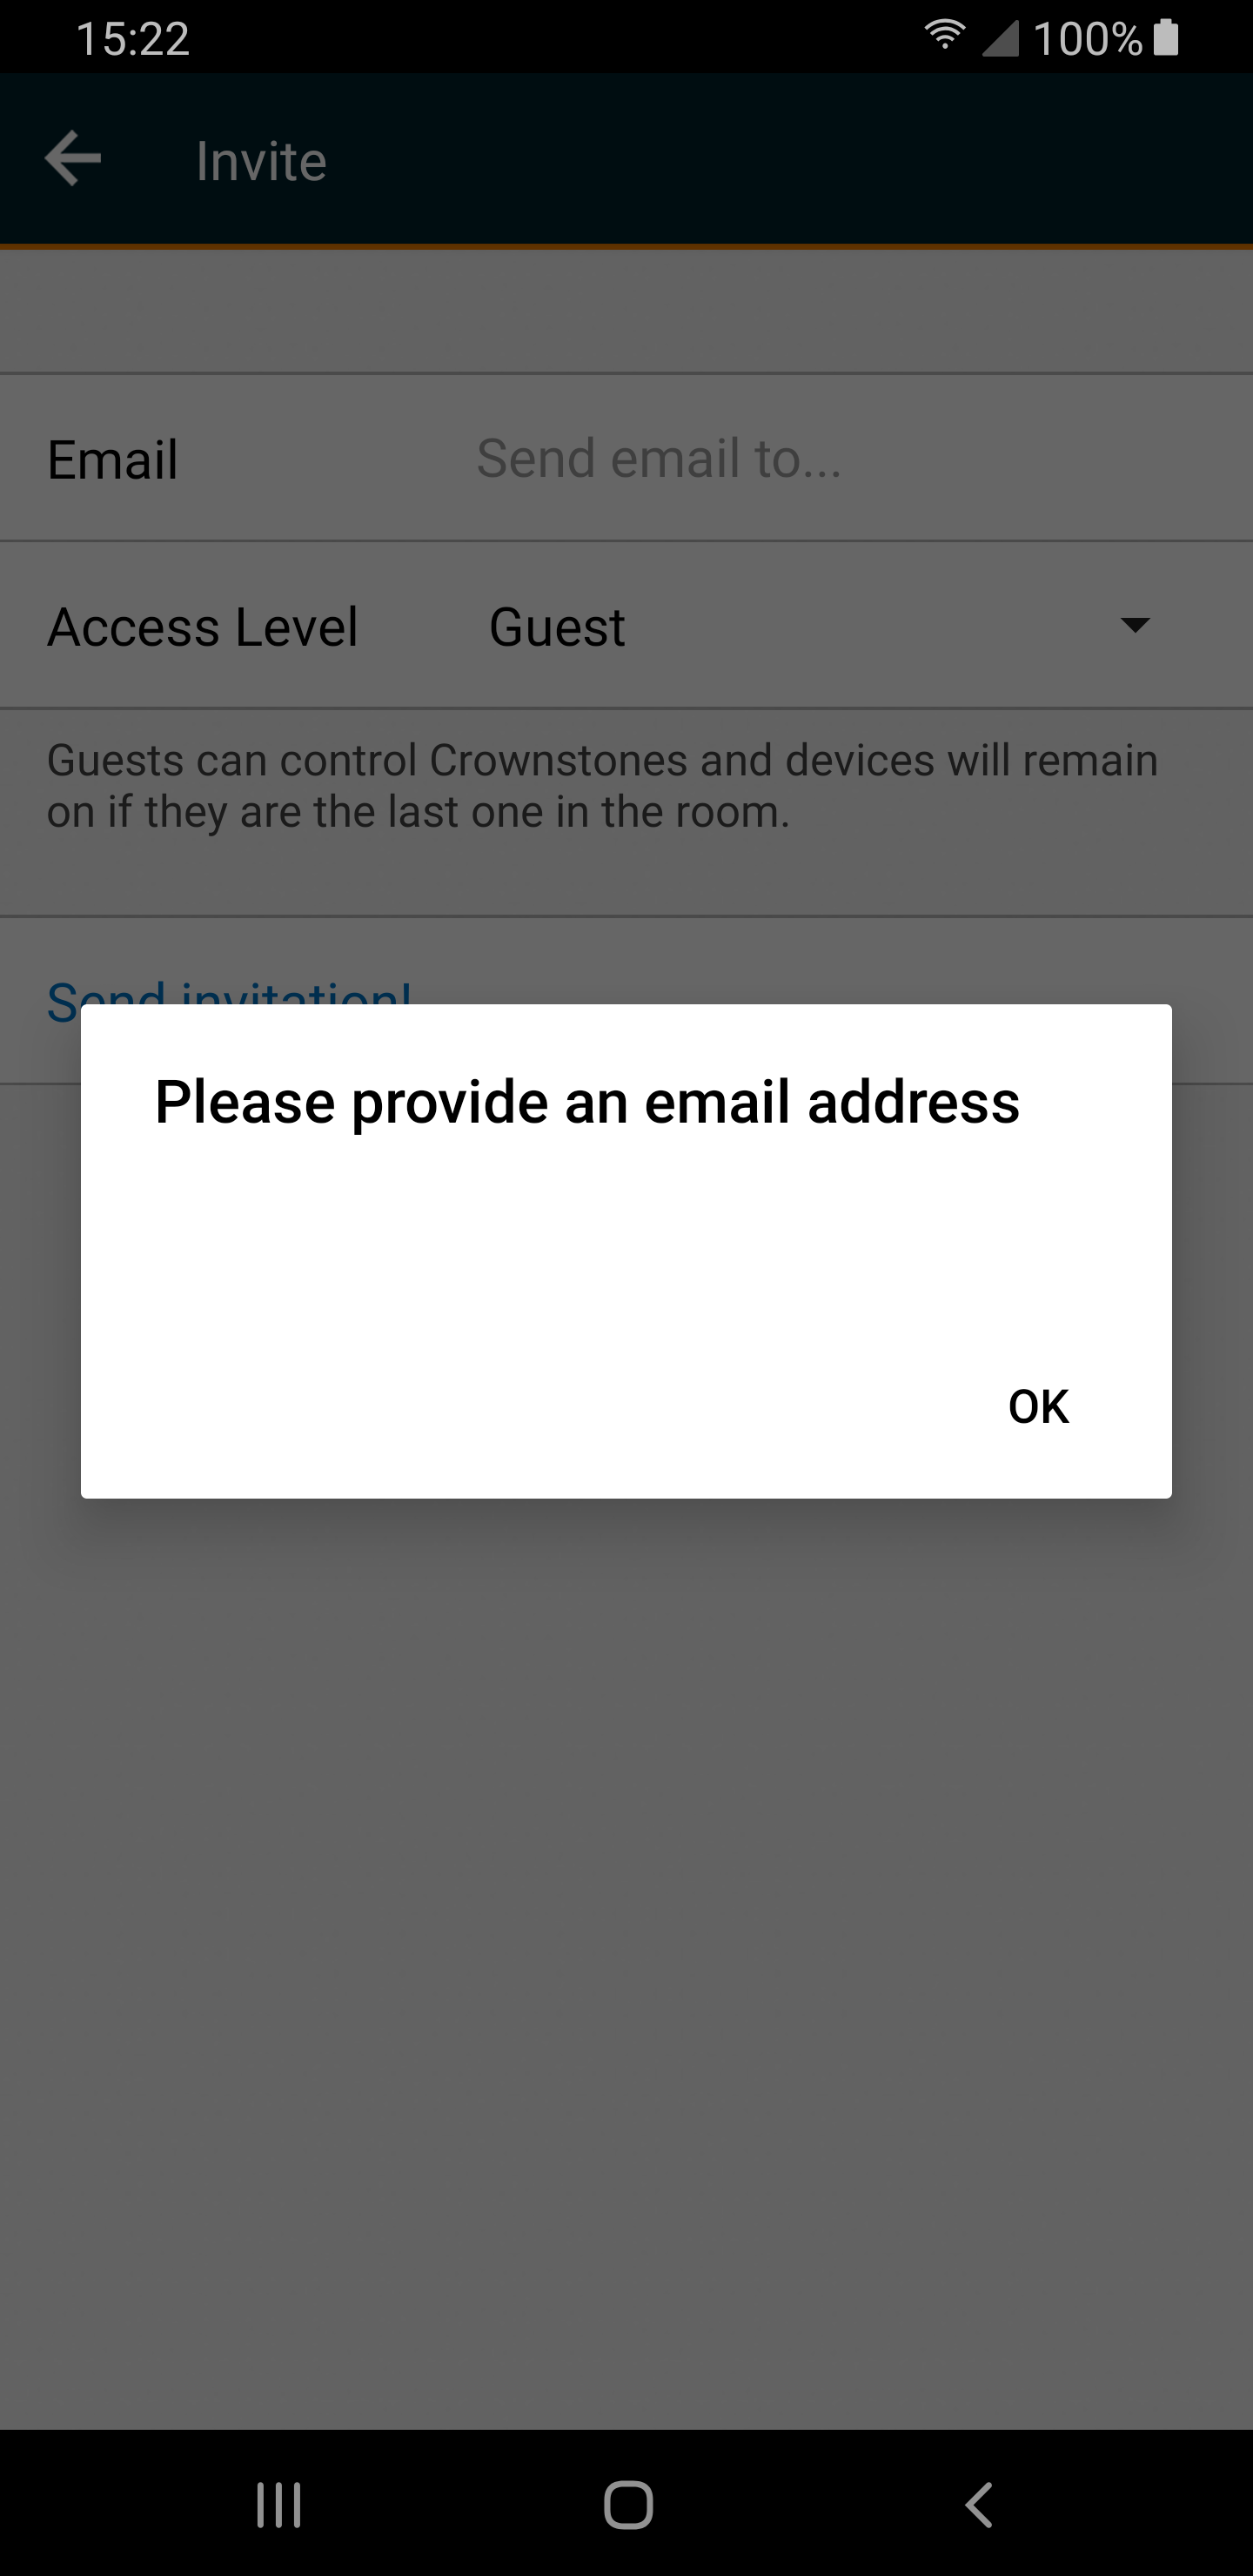 15:22
100%
Invite
Email
Send email to...
Access Level
Guest
Guests can control Crownstones and devices will remain
on if they are the last one in the room.
Send invitation!
Please provide an email address
OK